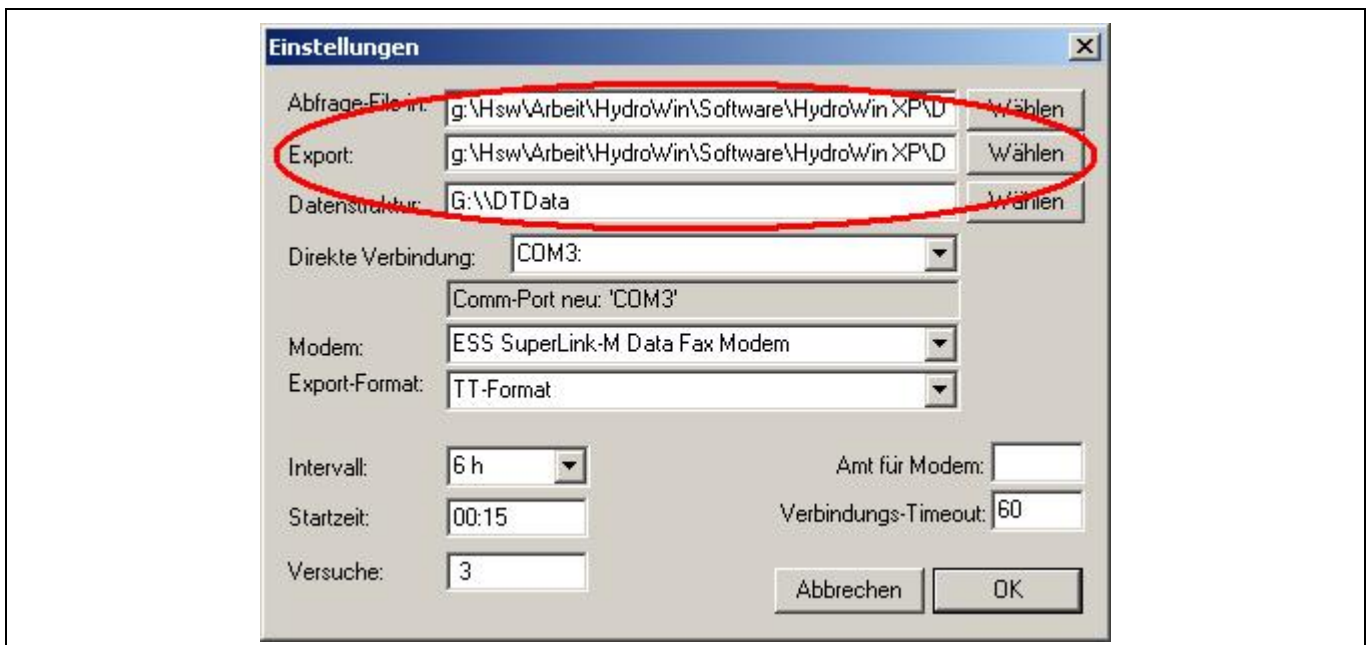 Einstellungen
Abfrage-File in: g:\Hsw\Arbeit\HydroWin\Software\HydroWin XP\D Wählen
Export: g:\Hsw\Arbeit\HydroWin\Software\HydroWin XP\D Wählen
Datenstruktur: G:\\DTData Wählen
Direkte Verbindung: COM3:
Comm-Port neu: 'COM3'
Modem: ESS SuperLink-M Data Fax Modem
Export-Format: TT-Format
Intervall: 6 h Amt für Modem:
Startzeit: 00:15 Verbindungs-Timeout: 60
Versuche: 3
Abbrechen OK